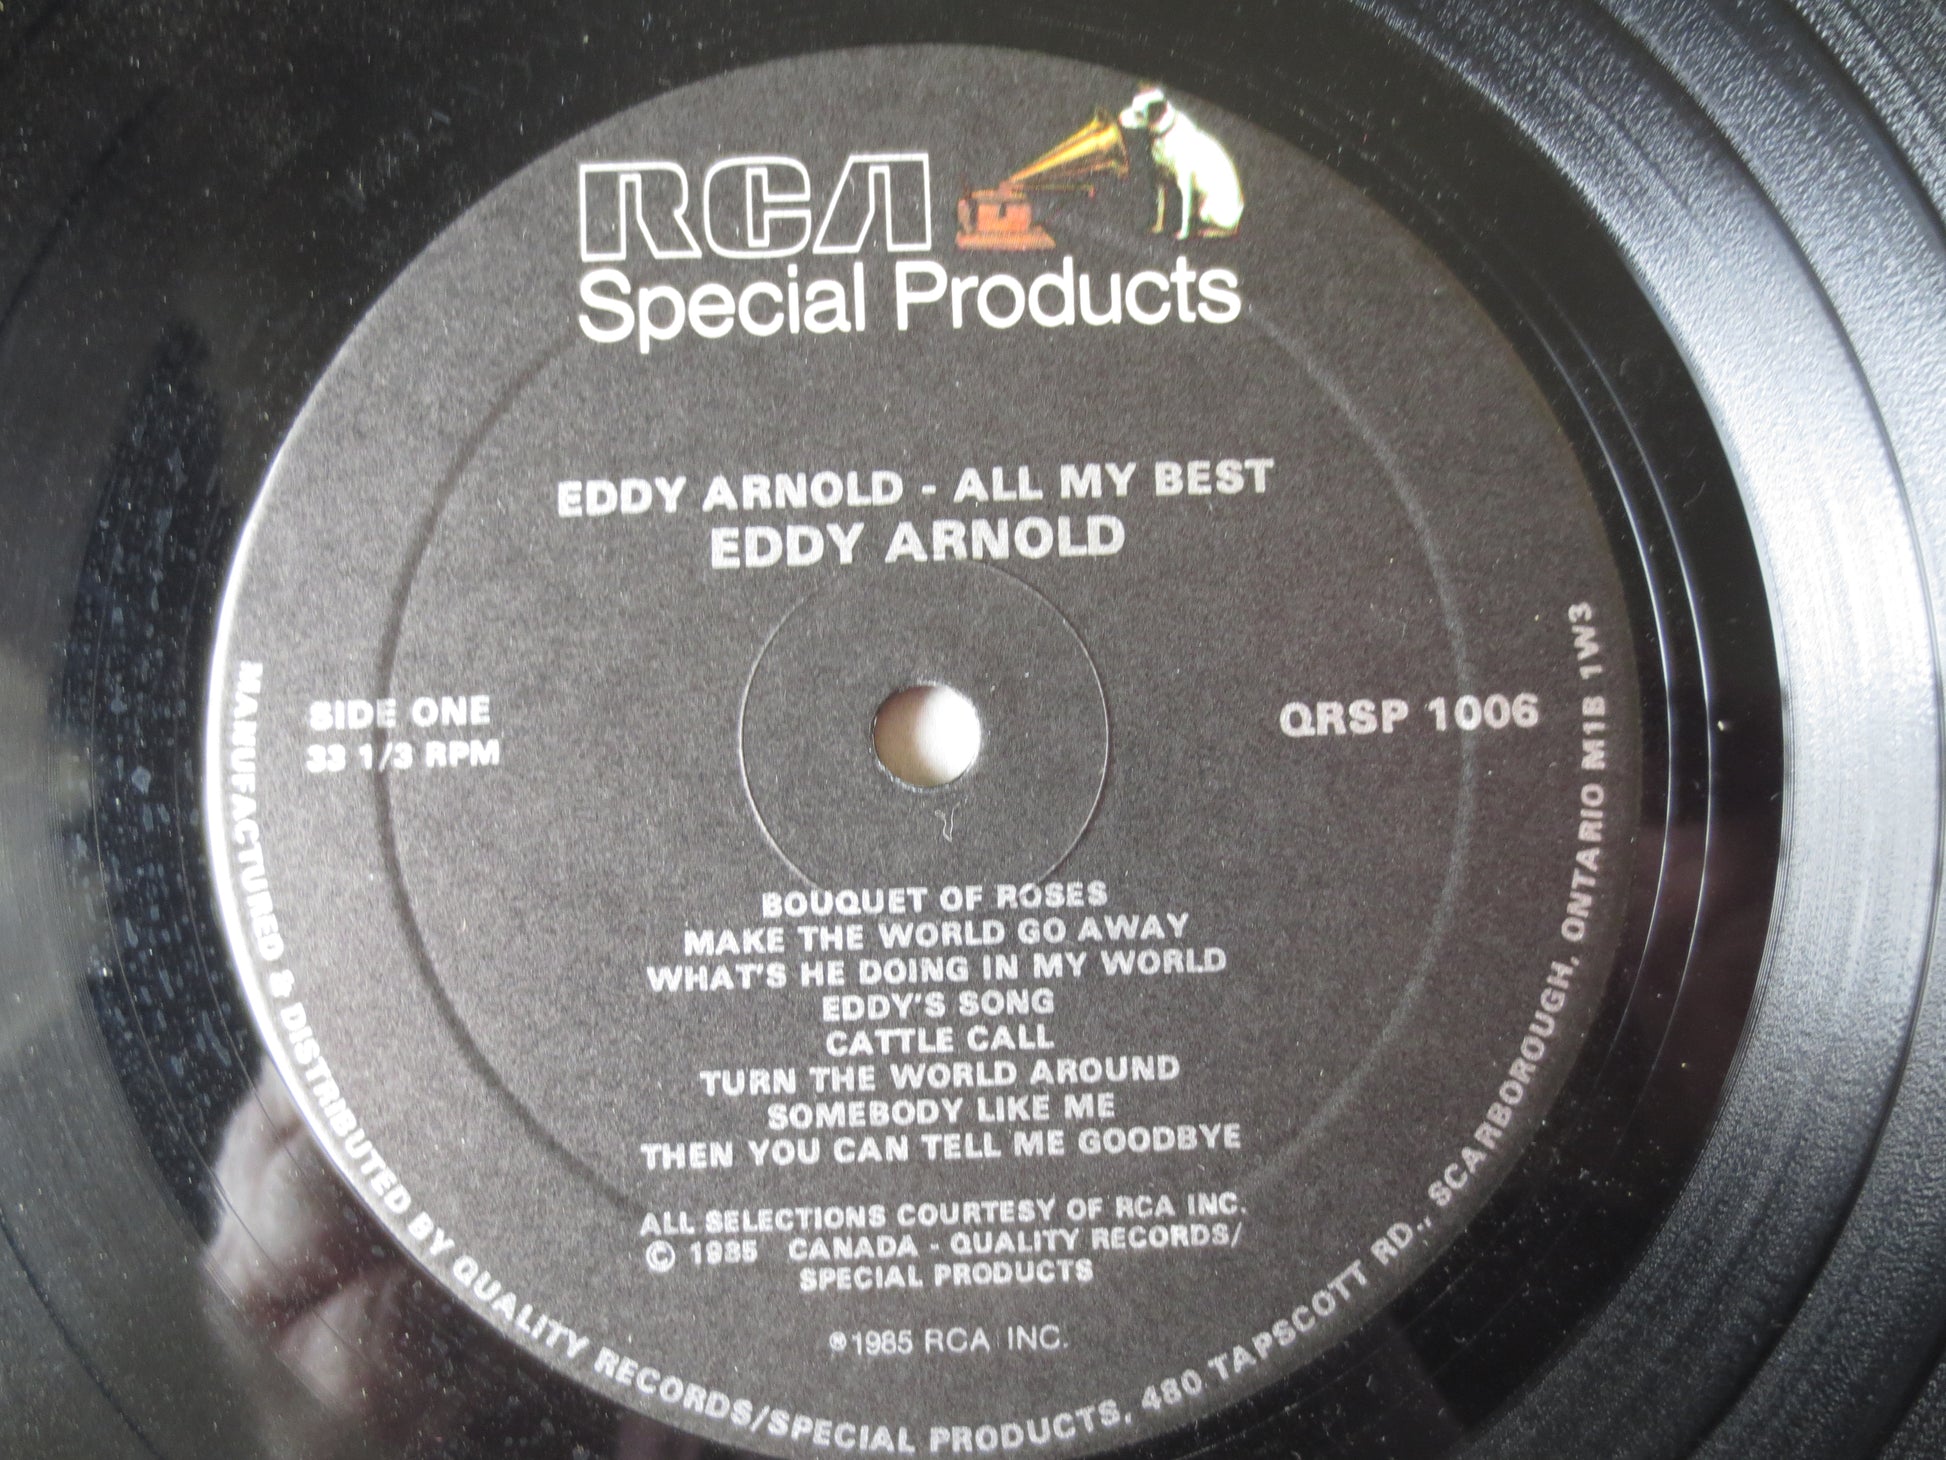 RCA
Special Products
EDDY ARNOLD - ALL MY BEST
EDDY ARNOLD
SIDE ONE
33 1/3 RPM
QRSP 1006
BOUQUET OF ROSES
MAKE THE WORLD GO AWAY
WHAT'S HE DOING IN MY WORLD
EDDY'S SONG
CATTLE CALL
TURN THE WORLD AROUND
SOMEBODY LIKE ME
THEN YOU CAN TELL ME GOODBYE
ALL SELECTIONS COURTESY OF RCA INC.
© 1985 CANADA - QUALITY RECORDS/
SPECIAL PRODUCTS
℗1985 RCA INC.
MANUFACTURED & DISTRIBUTED BY QUALITY RECORDS/SPECIAL PRODUCTS, 480 TAPSCOTT RD., SCARBOROUGH, ONTARIO M1B 1W3